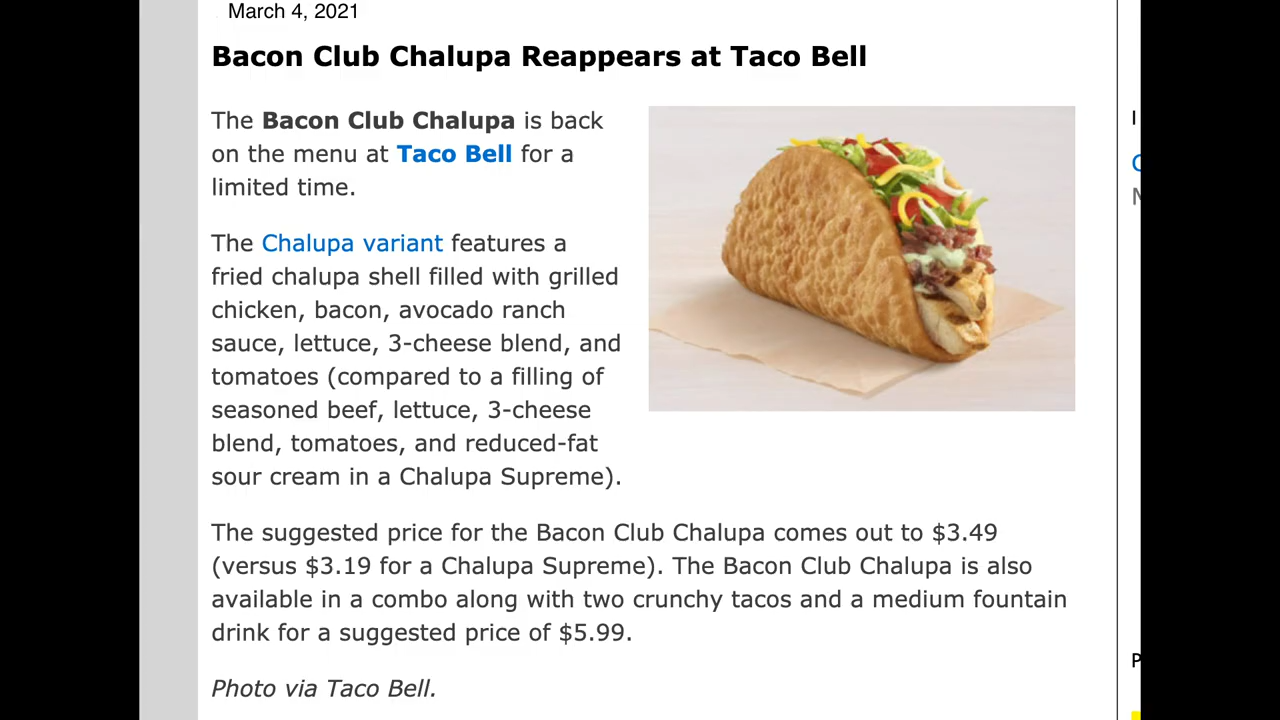 March 4, 2021
Bacon Club Chalupa Reappears at Taco Bell
The Bacon Club Chalupa is back
on the menu at Taco Bell for a
limited time.
The Chalupa variant features a
fried chalupa shell filled with grilled
chicken, bacon, avocado ranch
sauce, lettuce, 3-cheese blend, and
tomatoes (compared to a filling of
seasoned beef, lettuce, 3-cheese
blend, tomatoes, and reduced-fat
sour cream in a Chalupa Supreme).
The suggested price for the Bacon Club Chalupa comes out to $3.49
(versus $3.19 for a Chalupa Supreme). The Bacon Club Chalupa is also
available in a combo along with two crunchy tacos and a medium fountain
drink for a suggested price of $5.99.
Photo via Taco Bell.